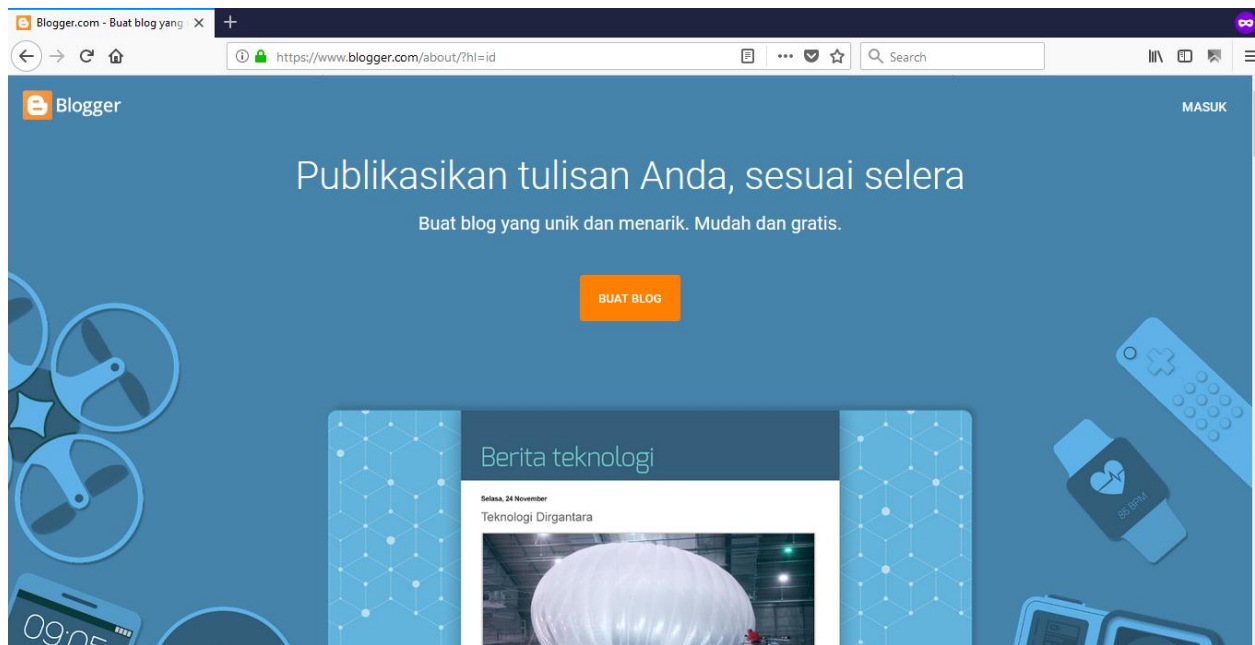 Blogger.com - Buat blog yang
https://www.blogger.com/about/?hl=id
Search
Blogger
MASUK
Publikasikan tulisan Anda, sesuai selera
Buat blog yang unik dan menarik. Mudah dan gratis.
BUAT BLOG
Berita teknologi
Selasa, 24 November
Teknologi Dirgantara
85 BPM
09:05